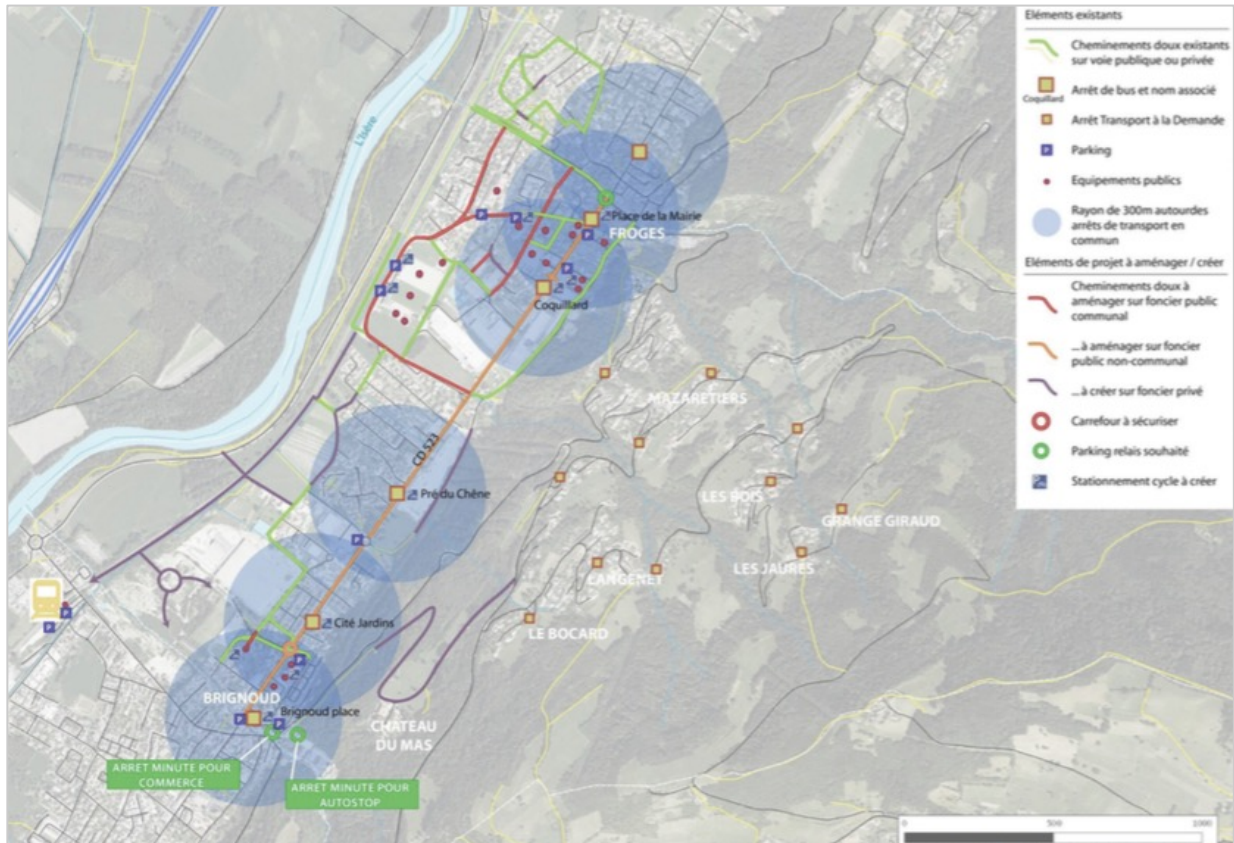 Eléments existants
Cheminements doux existants
sur voie publique ou privée
Coquillard
Arrêt de bus et nom associé
Arrêt Transport à la Demande
P
Parking
Equipements publics
Rayon de 300m autourdes
arrêts de transport en
commun
Eléments de projet à aménager / créer
Cheminements doux à
aménager sur foncier public
communal
...à aménager sur foncier
public non-communal
...à créer sur foncier privé
Carrefour à sécuriser
Parking relais souhaité
Stationnement cycle à créer
L'Isère
Place de la Mairie
FROGES
P
P
P
P
P
P
Coquillard
MAZARETIERS
CD 523
Pré du Chêne
P
LES BOIS
GRANGE GIRAUD
LES JAURES
LANGENET
LE BOCARD
P
P
Cité Jardins
P
BRIGNOUD
Brignoud place
P
P
CHÂTEAU
DU MAS
ARRET MINUTE POUR
COMMERCE
ARRET MINUTE POUR
AUTOSTOP
0
500
1000